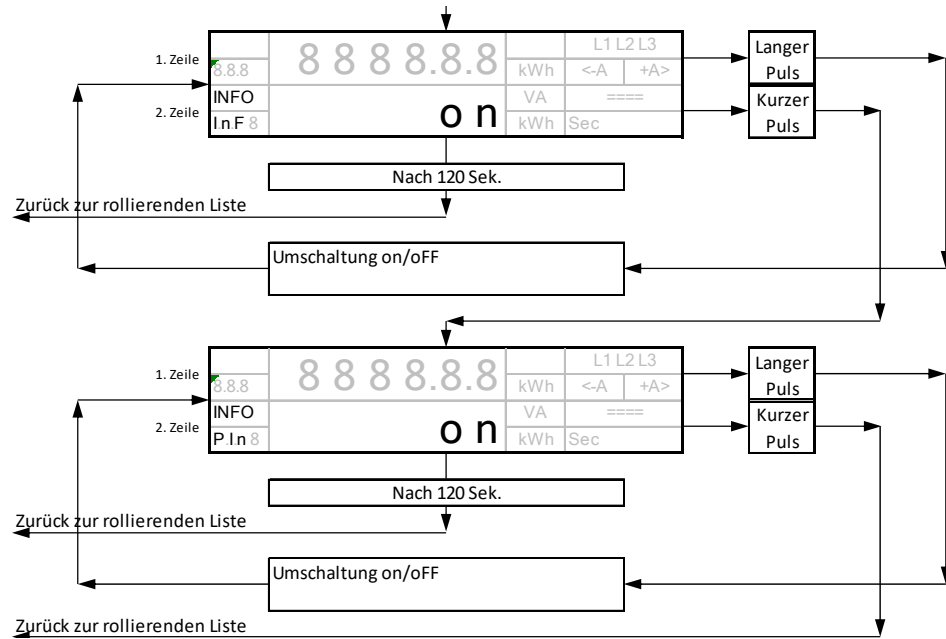 L1 L2 L3
1. Zeile
8 8 8 8.8.8
8.8.8
kWh
<-A
+A>
Langer
Puls
INFO
VA
====
2. Zeile
I.n.F 8
on
kWh
Sec
Kurzer
Puls
Nach 120 Sek.
Zurück zur rollierenden Liste
Umschaltung on/oFF
L1 L2 L3
1. Zeile
8 8 8 8.8.8
8.8.8
kWh
<-A
+A>
Langer
Puls
INFO
VA
====
2. Zeile
P.I.n 8
on
kWh
Sec
Kurzer
Puls
Nach 120 Sek.
Zurück zur rollierenden Liste
Umschaltung on/oFF
Zurück zur rollierenden Liste